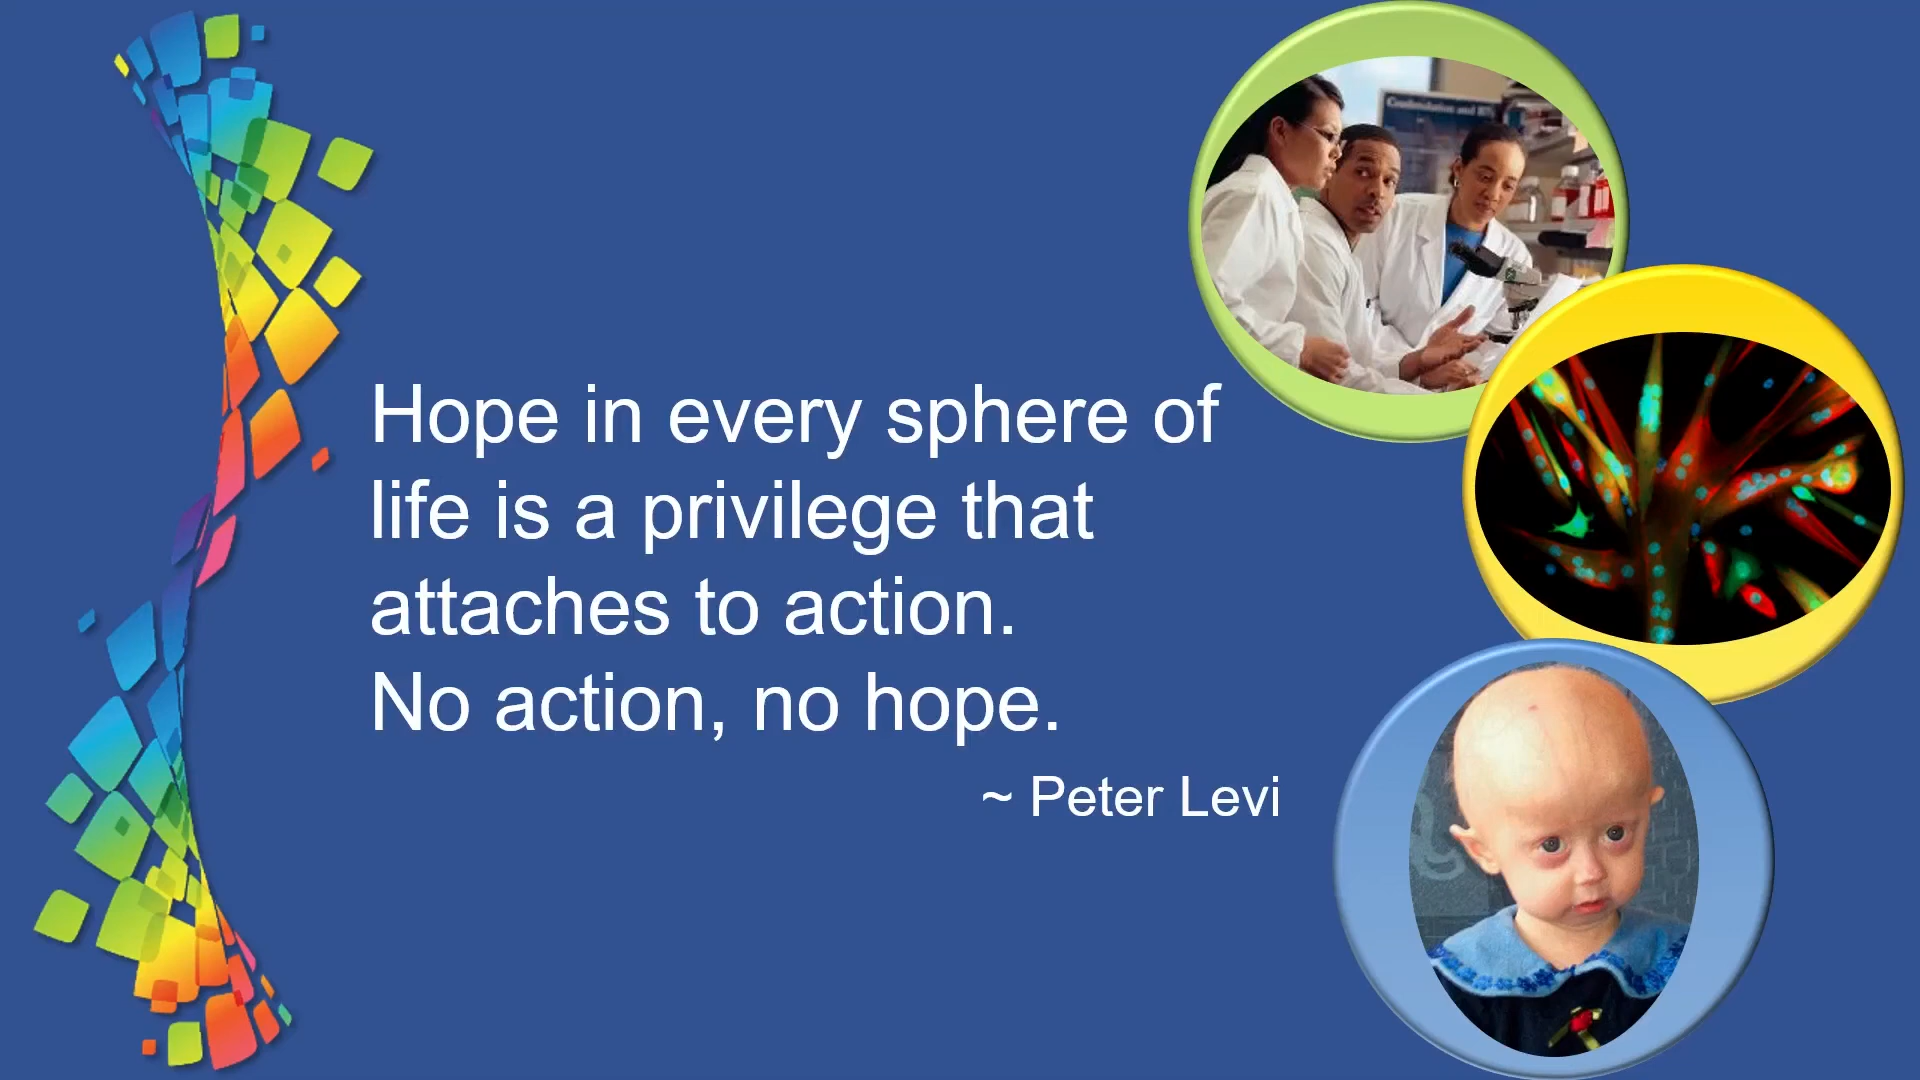 Hope in every sphere of
life is a privilege that
attaches to action.
No action, no hope.
~ Peter Levi